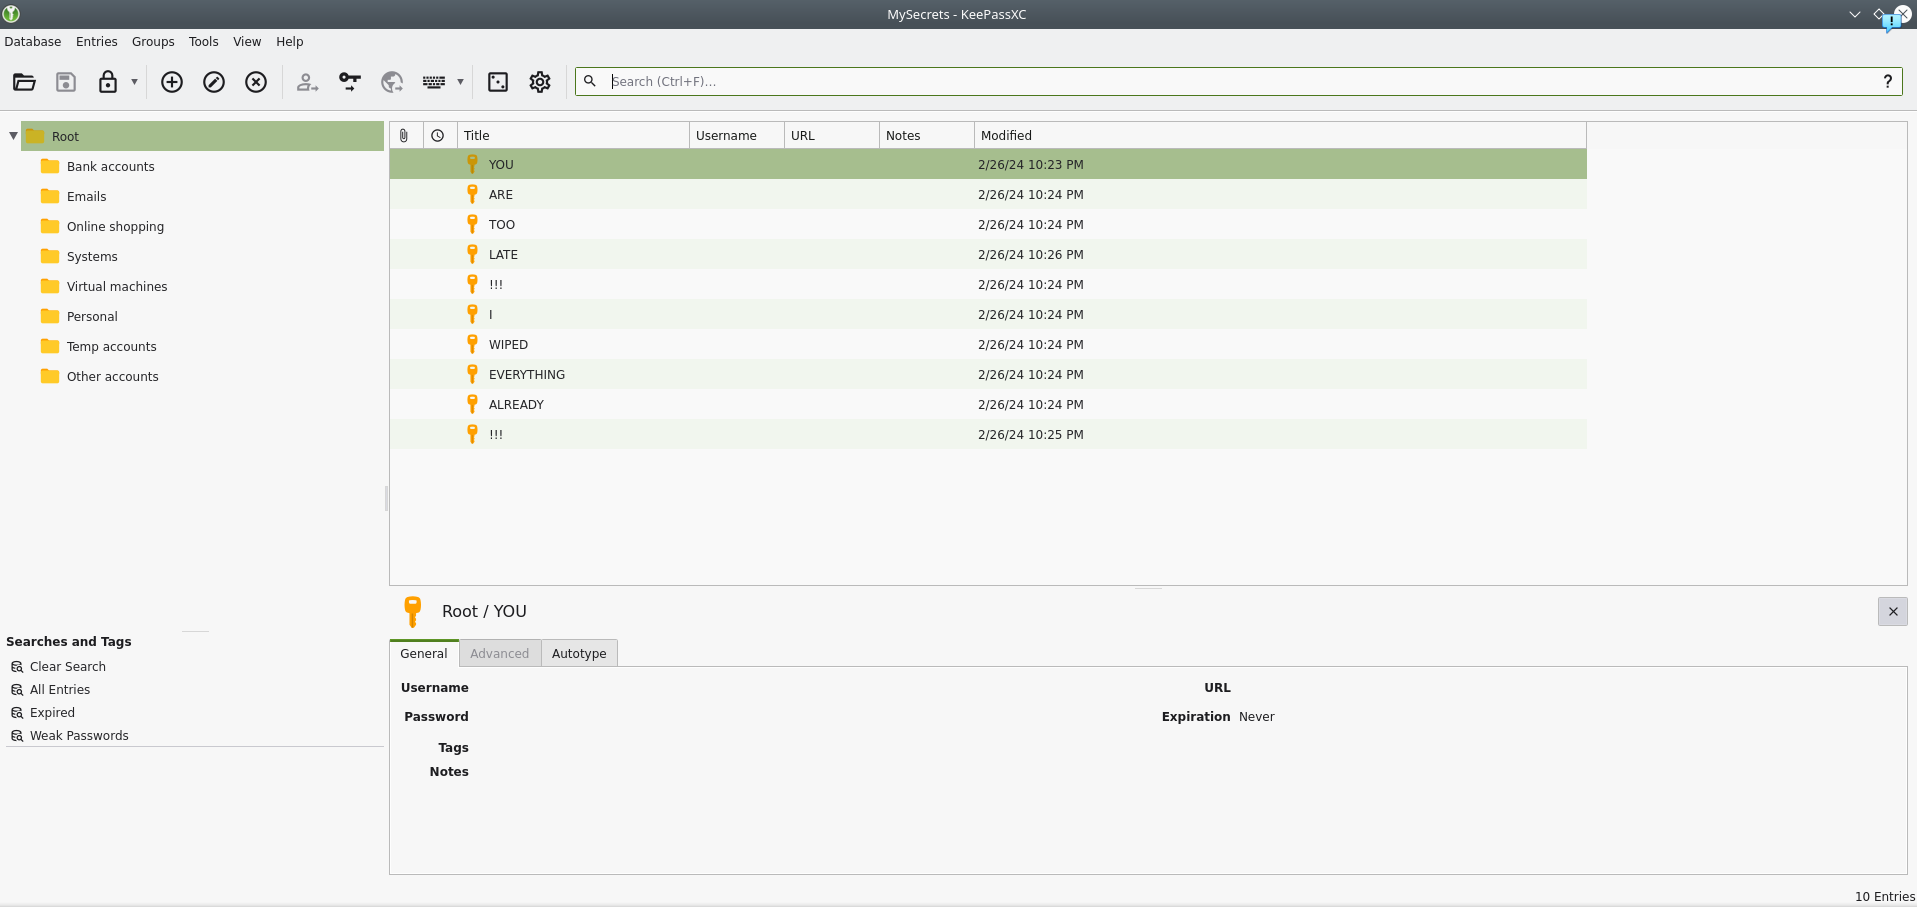 MySecrets - KeePassXC
Database Entries Groups Tools View Help
Search (Ctrl+F)... ?
Root
Bank accounts
Emails
Online shopping
Systems
Virtual machines
Personal
Temp accounts
Other accounts
Searches and Tags
Clear Search
All Entries
Expired
Weak Passwords
Title Username URL Notes Modified
YOU 2/26/24 10:23 PM
ARE 2/26/24 10:24 PM
TOO 2/26/24 10:24 PM
LATE 2/26/24 10:26 PM
!!! 2/26/24 10:24 PM
I 2/26/24 10:24 PM
WIPED 2/26/24 10:24 PM
EVERYTHING 2/26/24 10:24 PM
ALREADY 2/26/24 10:24 PM
!!! 2/26/24 10:25 PM
Root / YOU
General Advanced Autotype
Username URL
Password Expiration Never
Tags
Notes
10 Entries